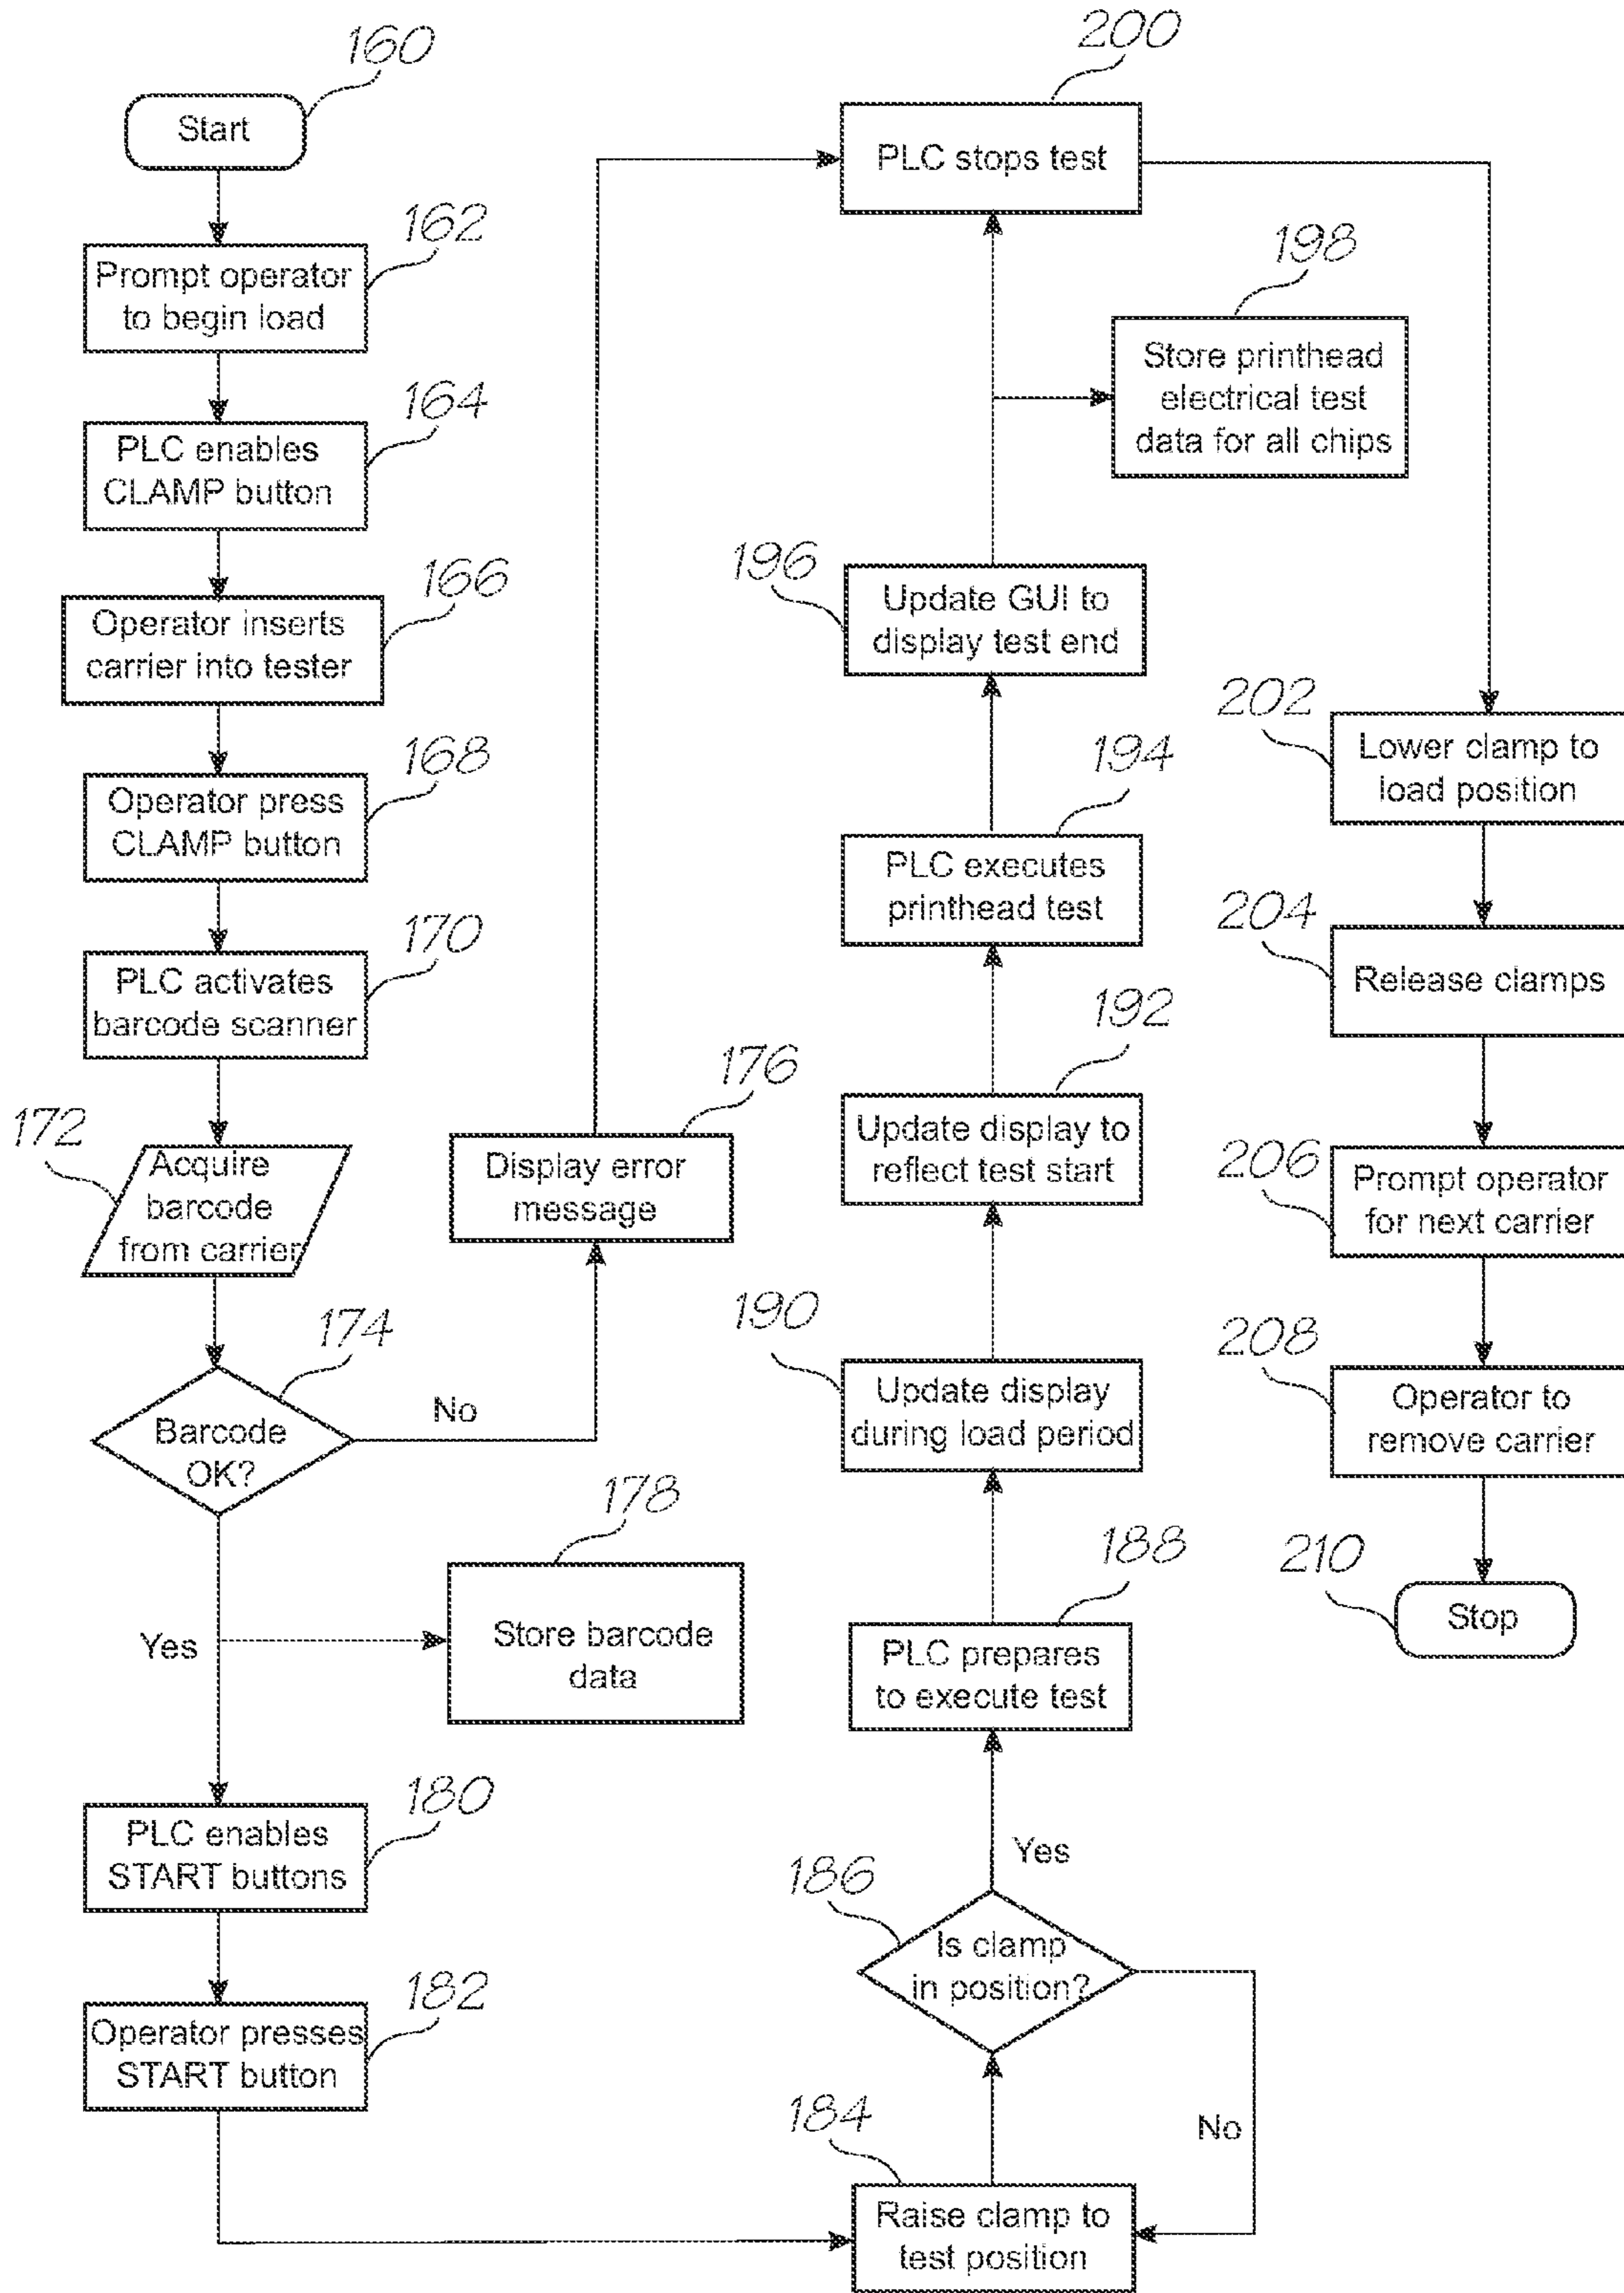 160
Start
162
Prompt operator
to begin load
164
PLC enables
CLAMP button
166
Operator inserts
carrier into tester
168
Operator press
CLAMP button
170
PLC activates
barcode scanner
172
Acquire
barcode
from carrier
174
Barcode
OK?
No
176
Display error
message
Yes
178
Store barcode
data
180
PLC enables
START buttons
182
Operator presses
START button
184
Raise clamp to
test position
186
Is clamp
in position?
No
Yes
188
PLC prepares
to execute test
190
Update display
during load period
192
Update display to
reflect test start
194
PLC executes
printhead test
196
Update GUI to
display test end
198
Store printhead
electrical test
data for all chips
200
PLC stops test
202
Lower clamp to
load position
204
Release clamps
206
Prompt operator
for next carrier
208
Operator to
remove carrier
210
Stop